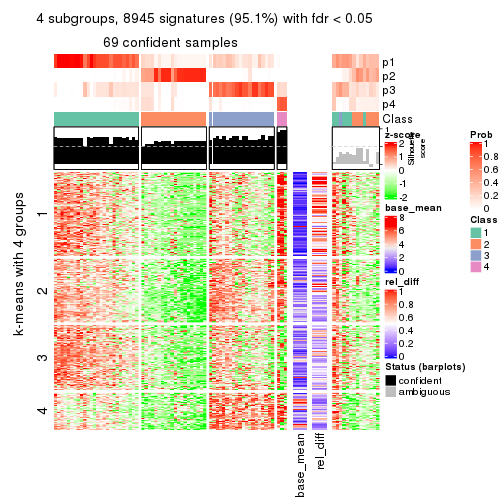 4 subgroups, 8945 signatures (95.1%) with fdr < 0.05
69 confident samples
p1
p2
p3
p4
Class
1
Silhouette score
k-means with 4 groups
1
2
3
4
base_mean
rel_diff
z-score
2
1
0
-1
-2
base_mean
8
6
4
2
0
rel_diff
1
0.8
0.6
0.4
0.2
0
Status (barplots)
confident
ambiguous
Prob
1
0.8
0.6
0.4
0.2
0
Class
1
2
3
4